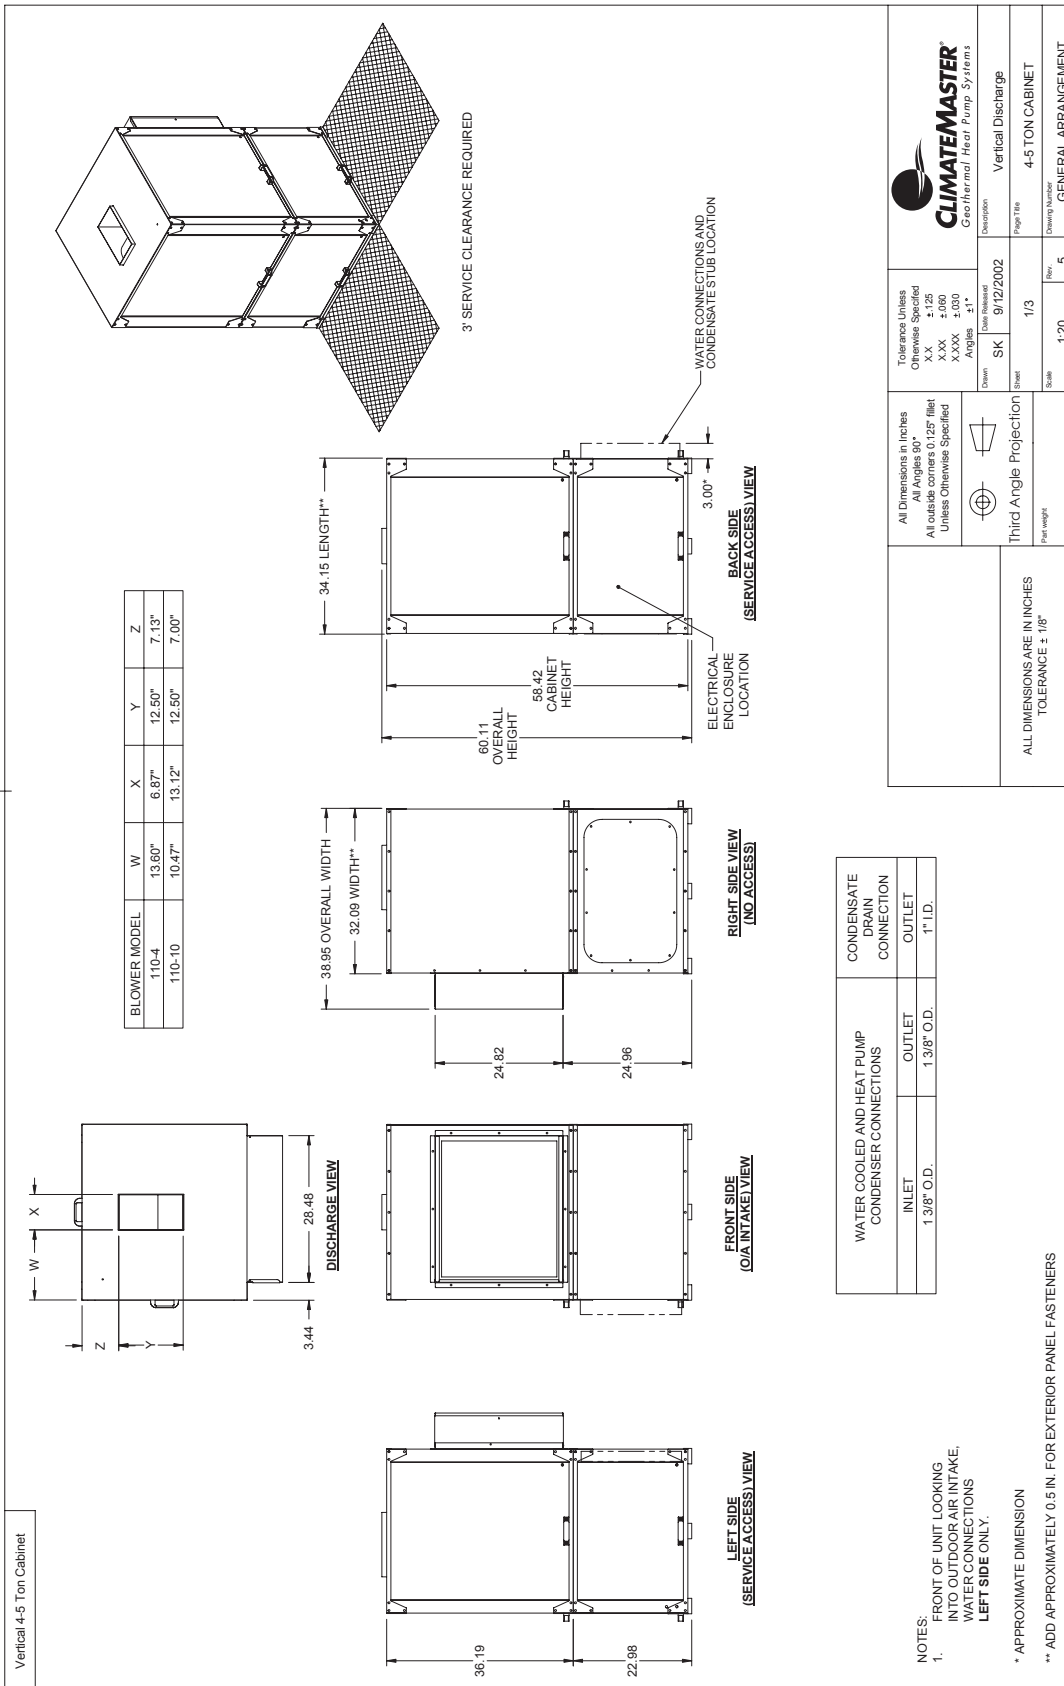 Vertical 4-5 Ton Cabinet
BLOWER MODEL W X Y Z
110-4 13.60" 6.87" 12.50" 7.13"
110-10 10.47" 13.12" 12.50" 7.00"
3' SERVICE CLEARANCE REQUIRED
W
X
Z
Y
3.44
28.48
DISCHARGE VIEW
36.19
22.98
LEFT SIDE
(SERVICE ACCESS) VIEW
FRONT SIDE
(O/A INTAKE) VIEW
38.95 OVERALL WIDTH
32.09 WIDTH**
24.82
24.96
RIGHT SIDE VIEW
(NO ACCESS)
34.15 LENGTH**
60.11
OVERALL
HEIGHT
58.42
CABINET
HEIGHT
ELECTRICAL
ENCLOSURE
LOCATION
3.00*
WATER CONNECTIONS AND
CONDENSATE STUB LOCATION
BACK SIDE
(SERVICE ACCESS) VIEW
WATER COOLED AND HEAT PUMP
CONDENSER CONNECTIONS
CONDENSATE
DRAIN
CONNECTION
INLET OUTLET OUTLET
1 3/8" O.D. 1 3/8" O.D. 1" I.D.
NOTES:
1. FRONT OF UNIT LOOKING
INTO OUTDOOR AIR INTAKE,
WATER CONNECTIONS
LEFT SIDE ONLY.
* APPROXIMATE DIMENSION
** ADD APPROXIMATELY 0.5 IN. FOR EXTERIOR PANEL FASTENERS
ALL DIMENSIONS ARE IN INCHES
TOLERANCE ± 1/8"
All Dimensions in Inches
All Angles 90°
All outside corners 0.125" fillet
Unless Otherwise Specified
Third Angle Projection
Part weight
Tolerance Unless
Otherwise Specifed
X.X ±.125
X.XX ±.060
X.XXX ±.030
Angles ±1°
CLIMATEMASTER®
Geothermal Heat Pump Systems
Drawn
SK
Date Released
9/12/2002
Description
Vertical Discharge
Sheet
1/3
Page Title
4-5 TON CABINET
Scale
1:20
Rev.
5
Drawing Number
GENERAL ARRANGEMENT